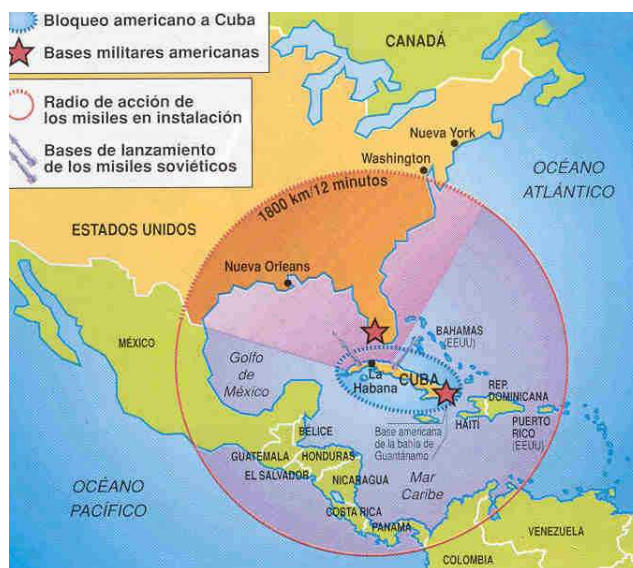 Bloqueo americano a Cuba
Bases militares americanas
Radio de acción de
los misiles en instalación
Bases de lanzamiento
de los misiles soviéticos
CANADÁ
Nueva York
Washington
OCÉANO
ATLÁNTICO
1800 km/12 minutos
ESTADOS UNIDOS
Nueva Orleans
MÉXICO
Golfo
de
México
BAHAMAS
(EEUU)
La
Habana
CUBA
REP.
DOMINICANA
HAITÍ
PUERTO
RICO
(EEUU)
Base americana
de la bahía de
Guantánamo
BELICE
GUATEMALA
HONDURAS
EL SALVADOR
NICARAGUA
Mar
Caribe
OCÉANO
PACÍFICO
COSTA RICA
PANAMÁ
VENEZUELA
COLOMBIA